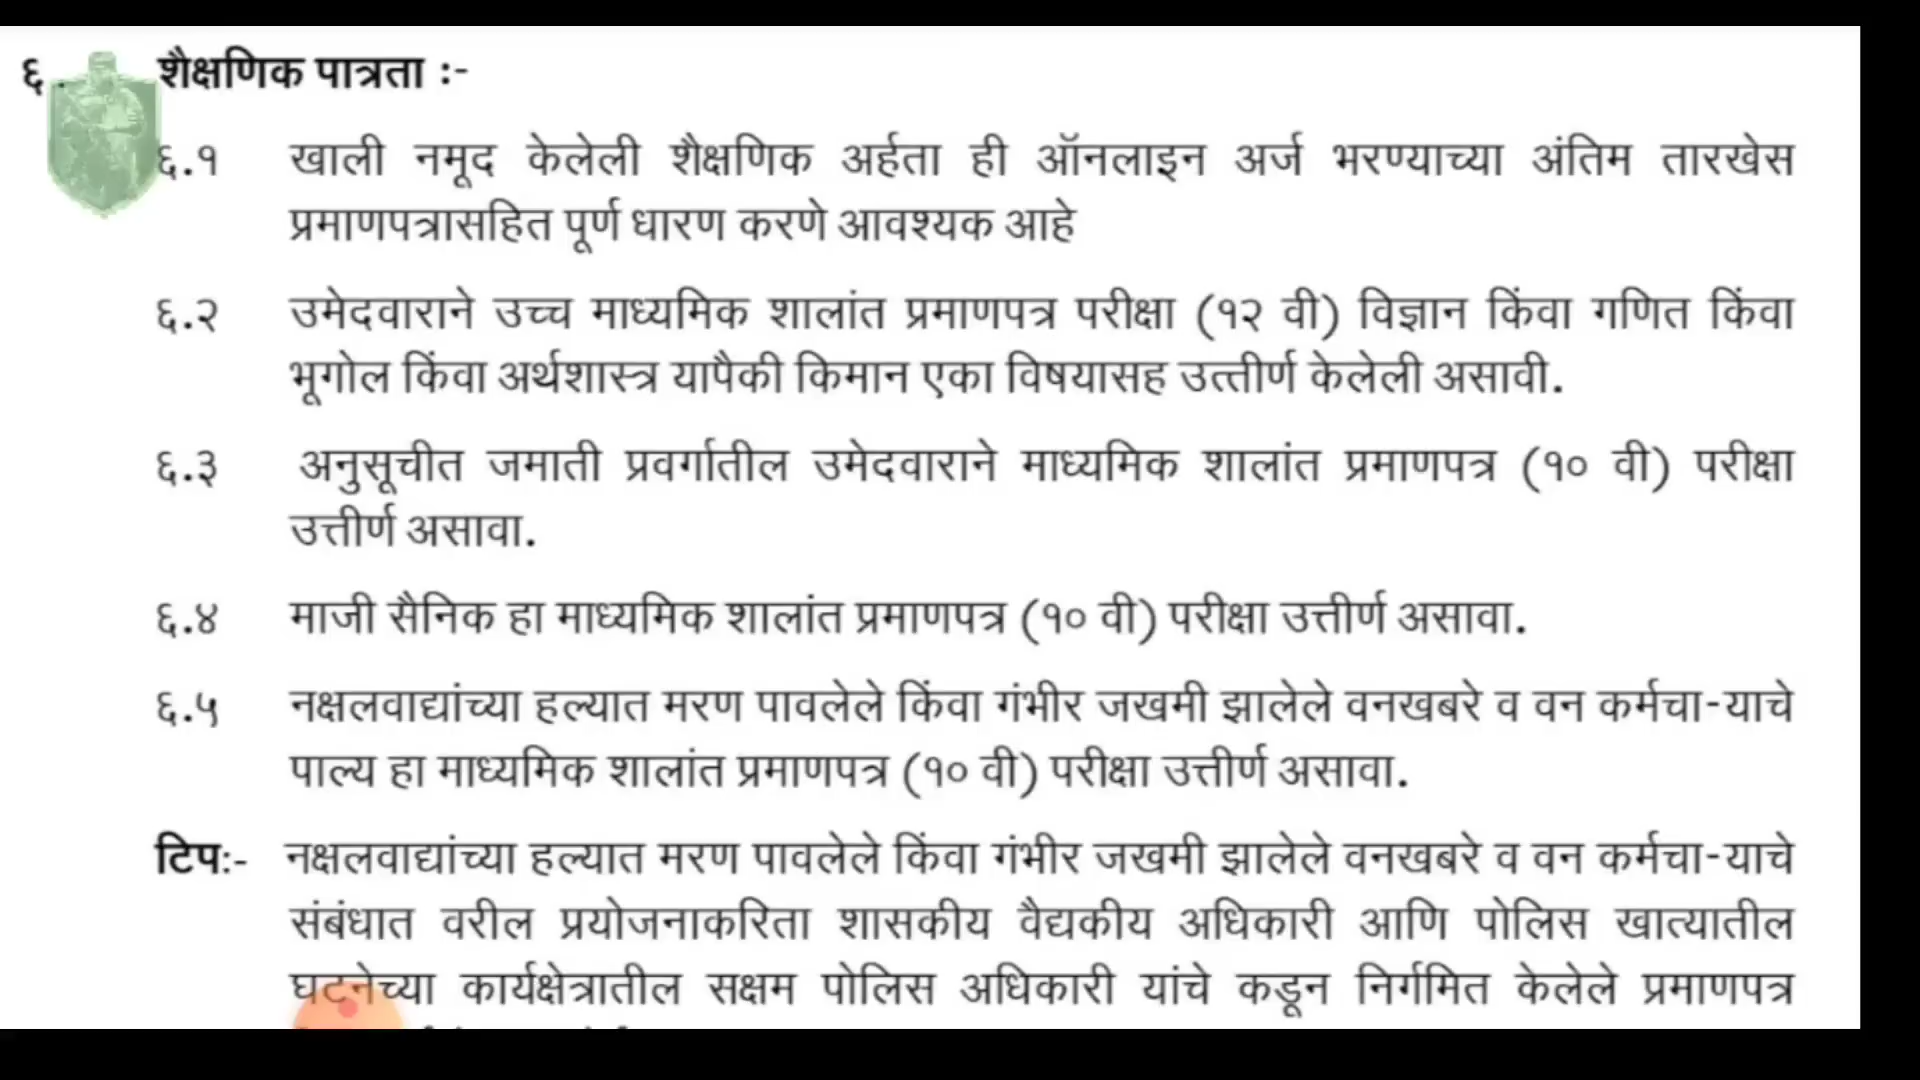 ६. शैक्षणिक पात्रता :-
६.१ खाली नमूद केलेली शैक्षणिक अर्हता ही ऑनलाइन अर्ज भरण्याच्या अंतिम तारखेस
प्रमाणपत्रासहित पूर्ण धारण करणे आवश्यक आहे
६.२ उमेदवाराने उच्च माध्यमिक शालांत प्रमाणपत्र परीक्षा (१२ वी) विज्ञान किंवा गणित किंवा
भूगोल किंवा अर्थशास्त्र यापैकी किमान एका विषयासह उत्तीर्ण केलेली असावी.
६.३ अनुसूचीत जमाती प्रवर्गातील उमेदवाराने माध्यमिक शालांत प्रमाणपत्र (१० वी) परीक्षा
उत्तीर्ण असावा.
६.४ माजी सैनिक हा माध्यमिक शालांत प्रमाणपत्र (१० वी) परीक्षा उत्तीर्ण असावा.
६.५ नक्षलवाद्यांच्या हल्यात मरण पावलेले किंवा गंभीर जखमी झालेले वनखबरे व वन कर्मचा-याचे
पाल्य हा माध्यमिक शालांत प्रमाणपत्र (१० वी) परीक्षा उत्तीर्ण असावा.
टिपः- नक्षलवाद्यांच्या हल्यात मरण पावलेले किंवा गंभीर जखमी झालेले वनखबरे व वन कर्मचा-याचे
संबंधात वरील प्रयोजनाकरिता शासकीय वैद्यकीय अधिकारी आणि पोलिस खात्यातील
घटनेच्या कार्यक्षेत्रातील सक्षम पोलिस अधिकारी यांचे कडून निर्गमित केलेले प्रमाणपत्र